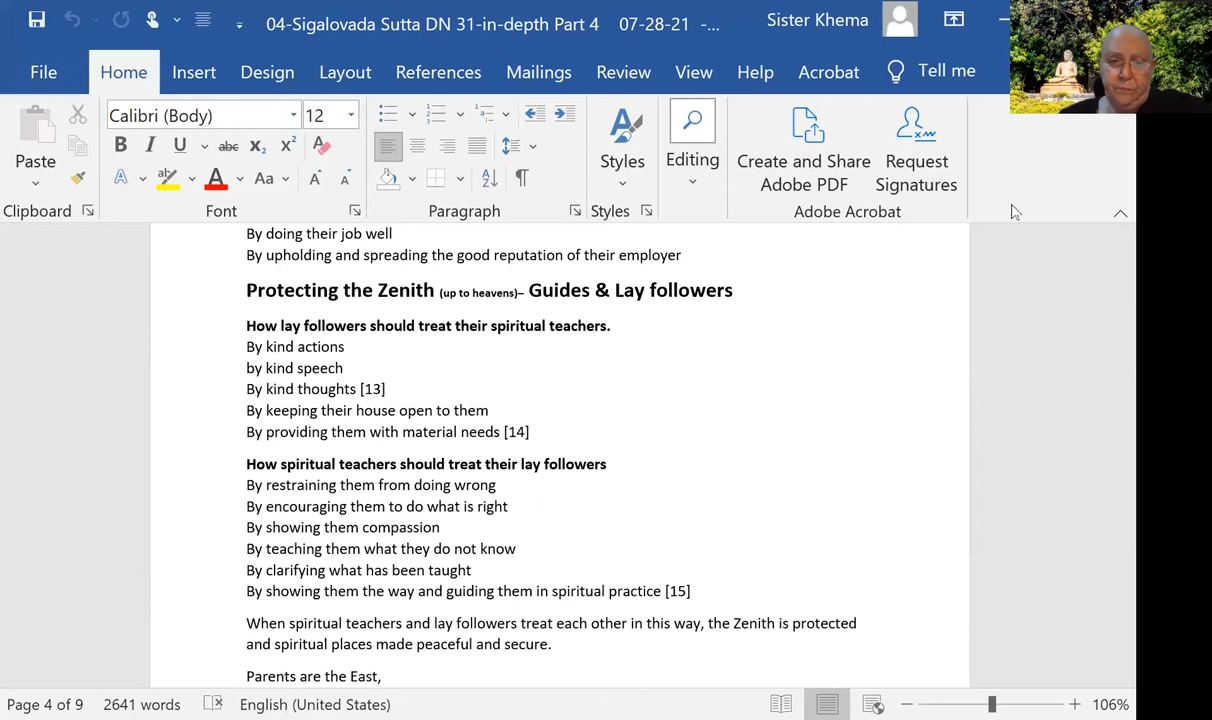 04-Sigalovada Sutta DN 31-in-depth Part 4 07-28-21 -...
Sister Khema
File
Home
Insert
Design
Layout
References
Mailings
Review
View
Help
Acrobat
Tell me
Calibri (Body)
12
Paste
B I U abc x₂ x²
A A Aa A A
Styles
Editing
Create and Share
Adobe PDF
Request
Signatures
Clipboard
Font
Paragraph
Styles
Adobe Acrobat
By doing their job well
By upholding and spreading the good reputation of their employer
Protecting the Zenith (up to heavens)– Guides & Lay followers
How lay followers should treat their spiritual teachers.
By kind actions
by kind speech
By kind thoughts [13]
By keeping their house open to them
By providing them with material needs [14]
How spiritual teachers should treat their lay followers
By restraining them from doing wrong
By encouraging them to do what is right
By showing them compassion
By teaching them what they do not know
By clarifying what has been taught
By showing them the way and guiding them in spiritual practice [15]
When spiritual teachers and lay followers treat each other in this way, the Zenith is protected
and spiritual places made peaceful and secure.
Parents are the East,
Page 4 of 9
2641 words
English (United States)
106%